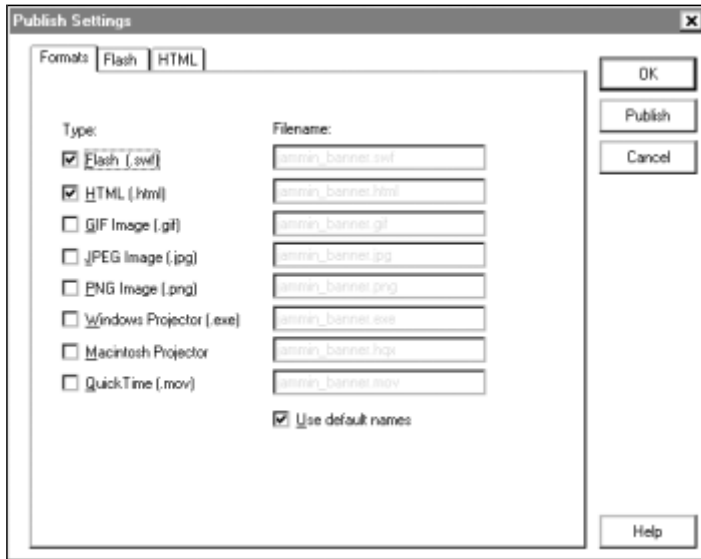 Publish Settings
Formats Flash HTML
OK
Publish
Cancel
Type: Filename:
Flash (.swf) ammin_banner.swf
HTML (.html) ammin_banner.html
GIF Image (.gif) ammin_banner.gif
JPEG Image (.jpg) ammin_banner.jpg
PNG Image (.png) ammin_banner.png
Windows Projector (.exe) ammin_banner.exe
Macintosh Projector ammin_banner.hqx
QuickTime (.mov) ammin_banner.mov
Use default names
Help